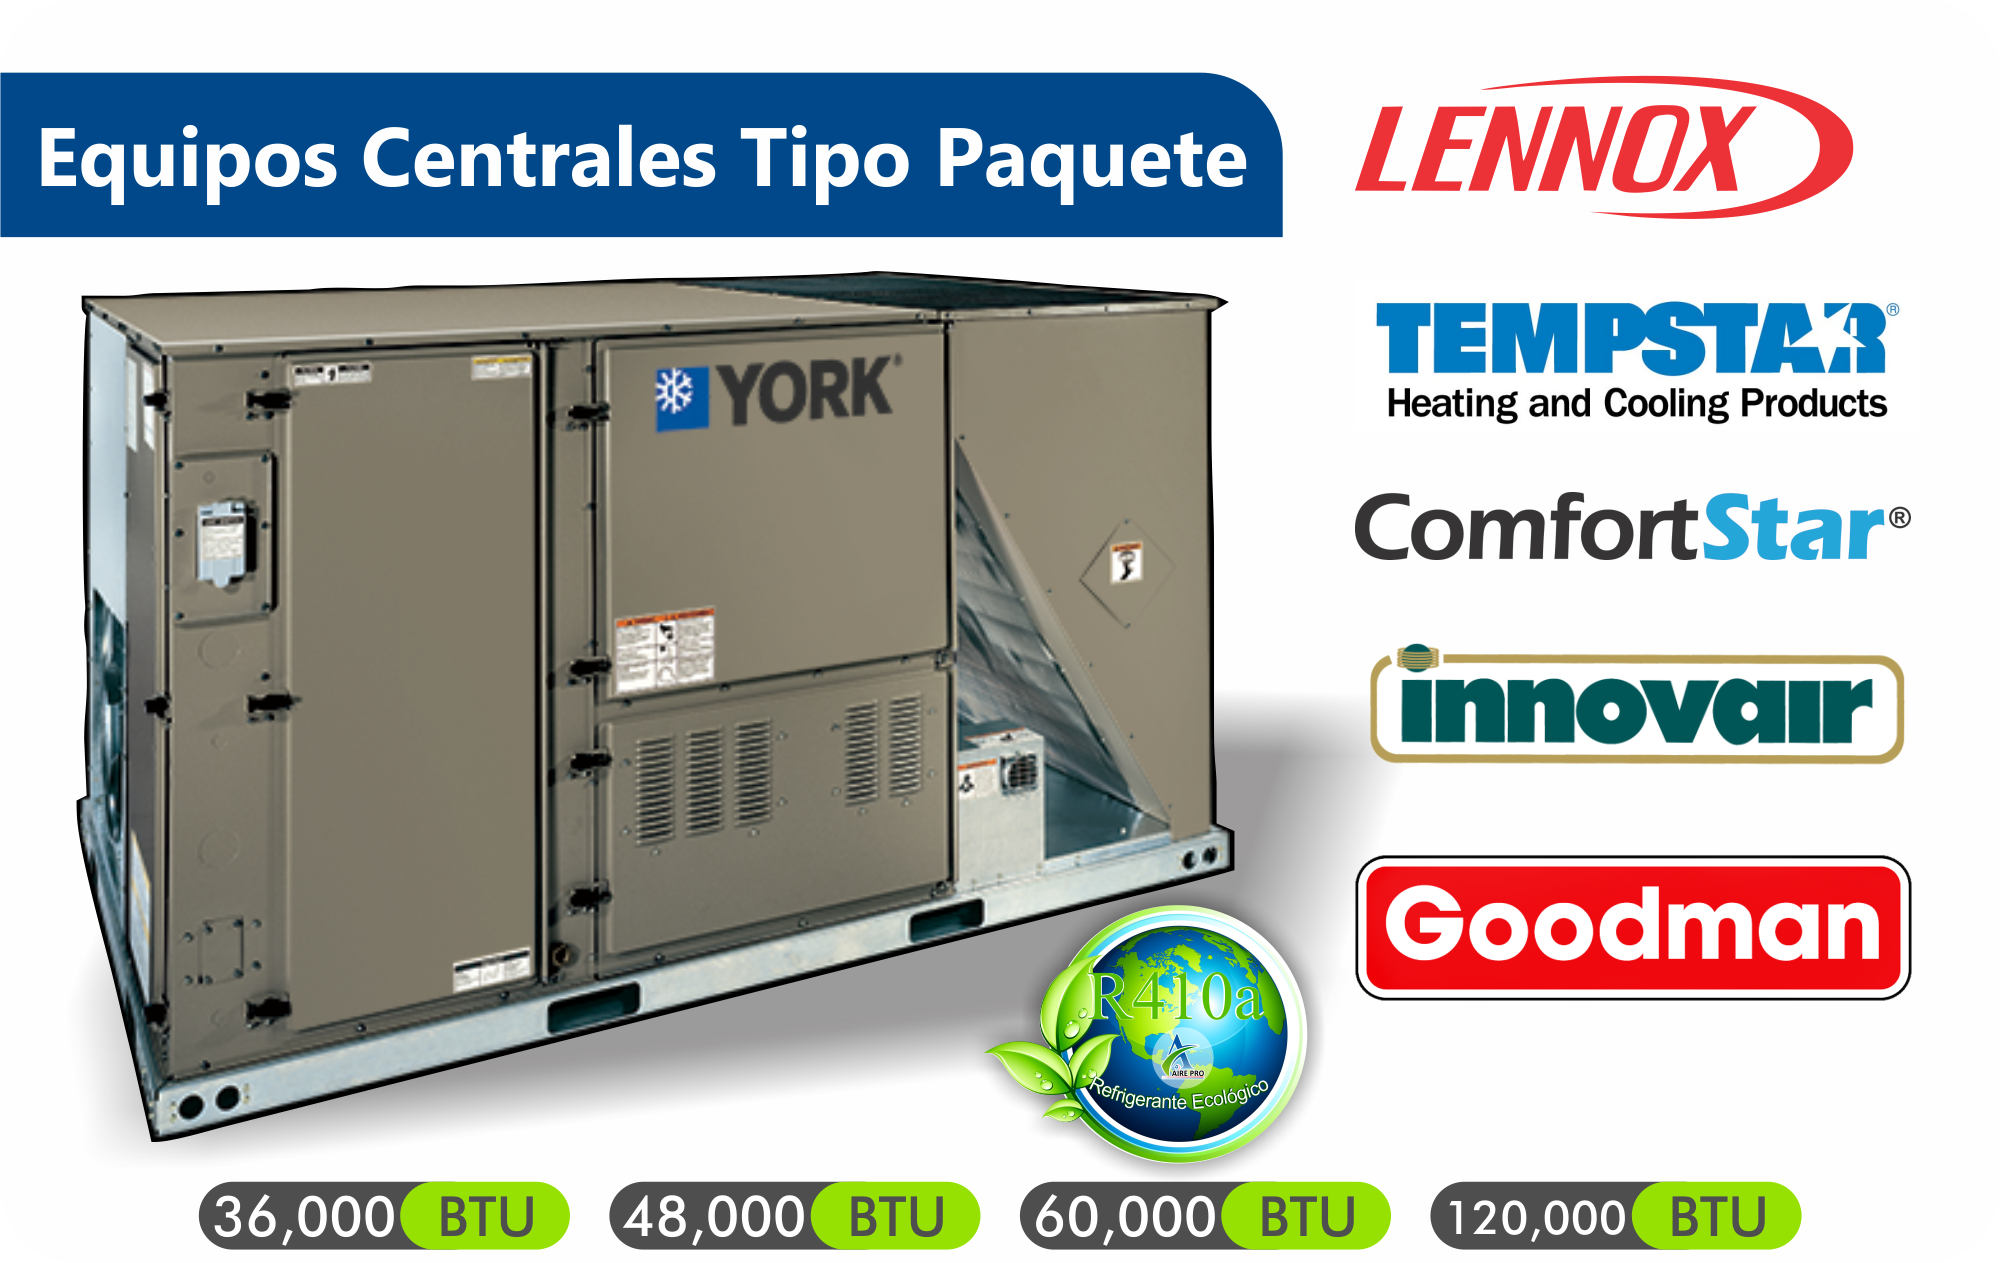 Equipos Centrales Tipo Paquete
LENNOX
TEMPSTAR®
Heating and Cooling Products
ComfortStar®
innovair
Goodman
YORK®
R410a
AIRE PRO
Refrigerante Ecológico
36,000 BTU
48,000 BTU
60,000 BTU
120,000 BTU